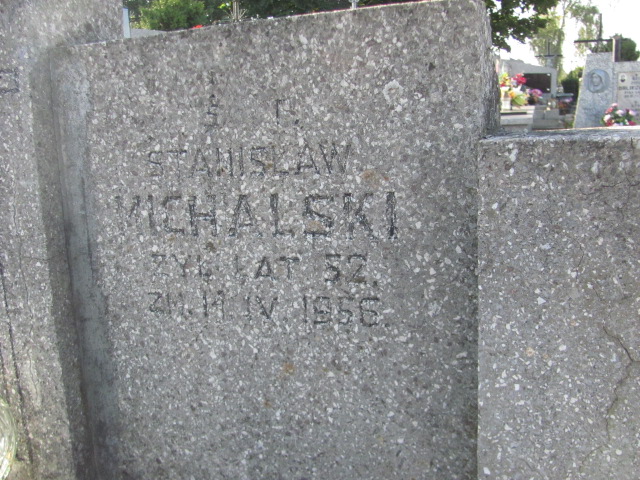 Ś P.
STANISŁAW
MICHALSKI
ŻYŁ LAT 52.
ZM. 11 IV 1956.